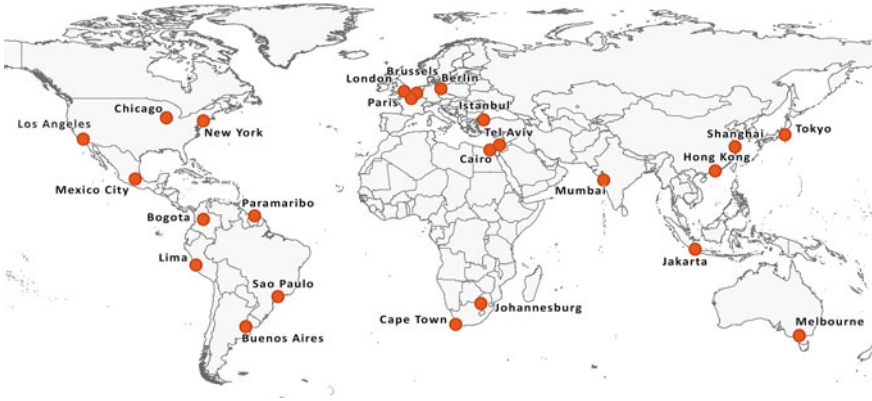 Brussels
London
Berlin
Paris
Istanbul
Chicago
New York
Los Angeles
Tel-Aviv
Cairo
Shanghai
Tokyo
Hong Kong
Mexico City
Mumbai
Paramaribo
Bogota
Lima
Jakarta
Sao Paulo
Johannesburg
Cape Town
Melbourne
Buenos Aires